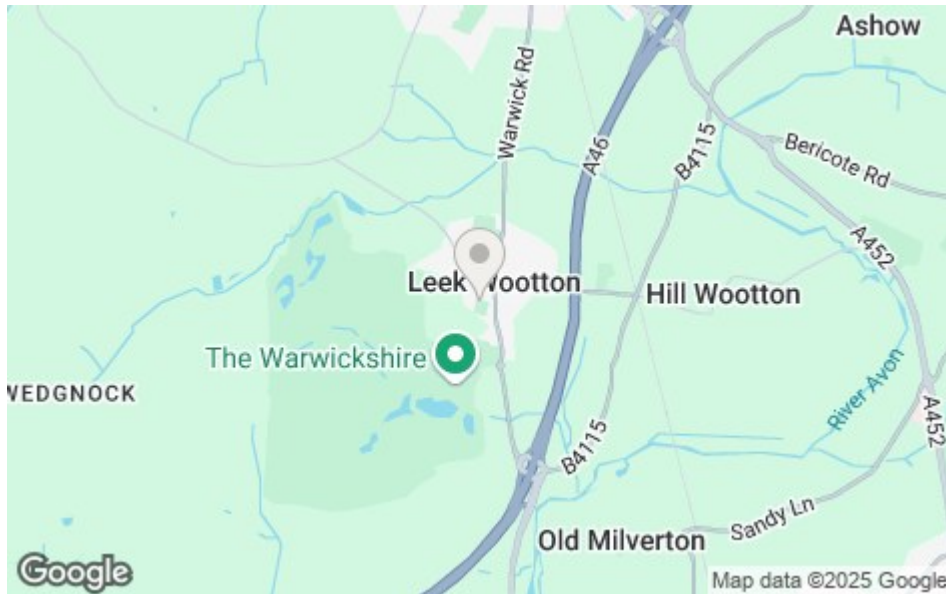 Ashow
Warwick Rd
A46
B4115
Bericote Rd
A452
Leek Wootton
Hill Wootton
The Warwickshire
WEDGNOCK
River Avon
A452
B4115
Sandy Ln
Old Milverton
Google
Map data ©2025 Google